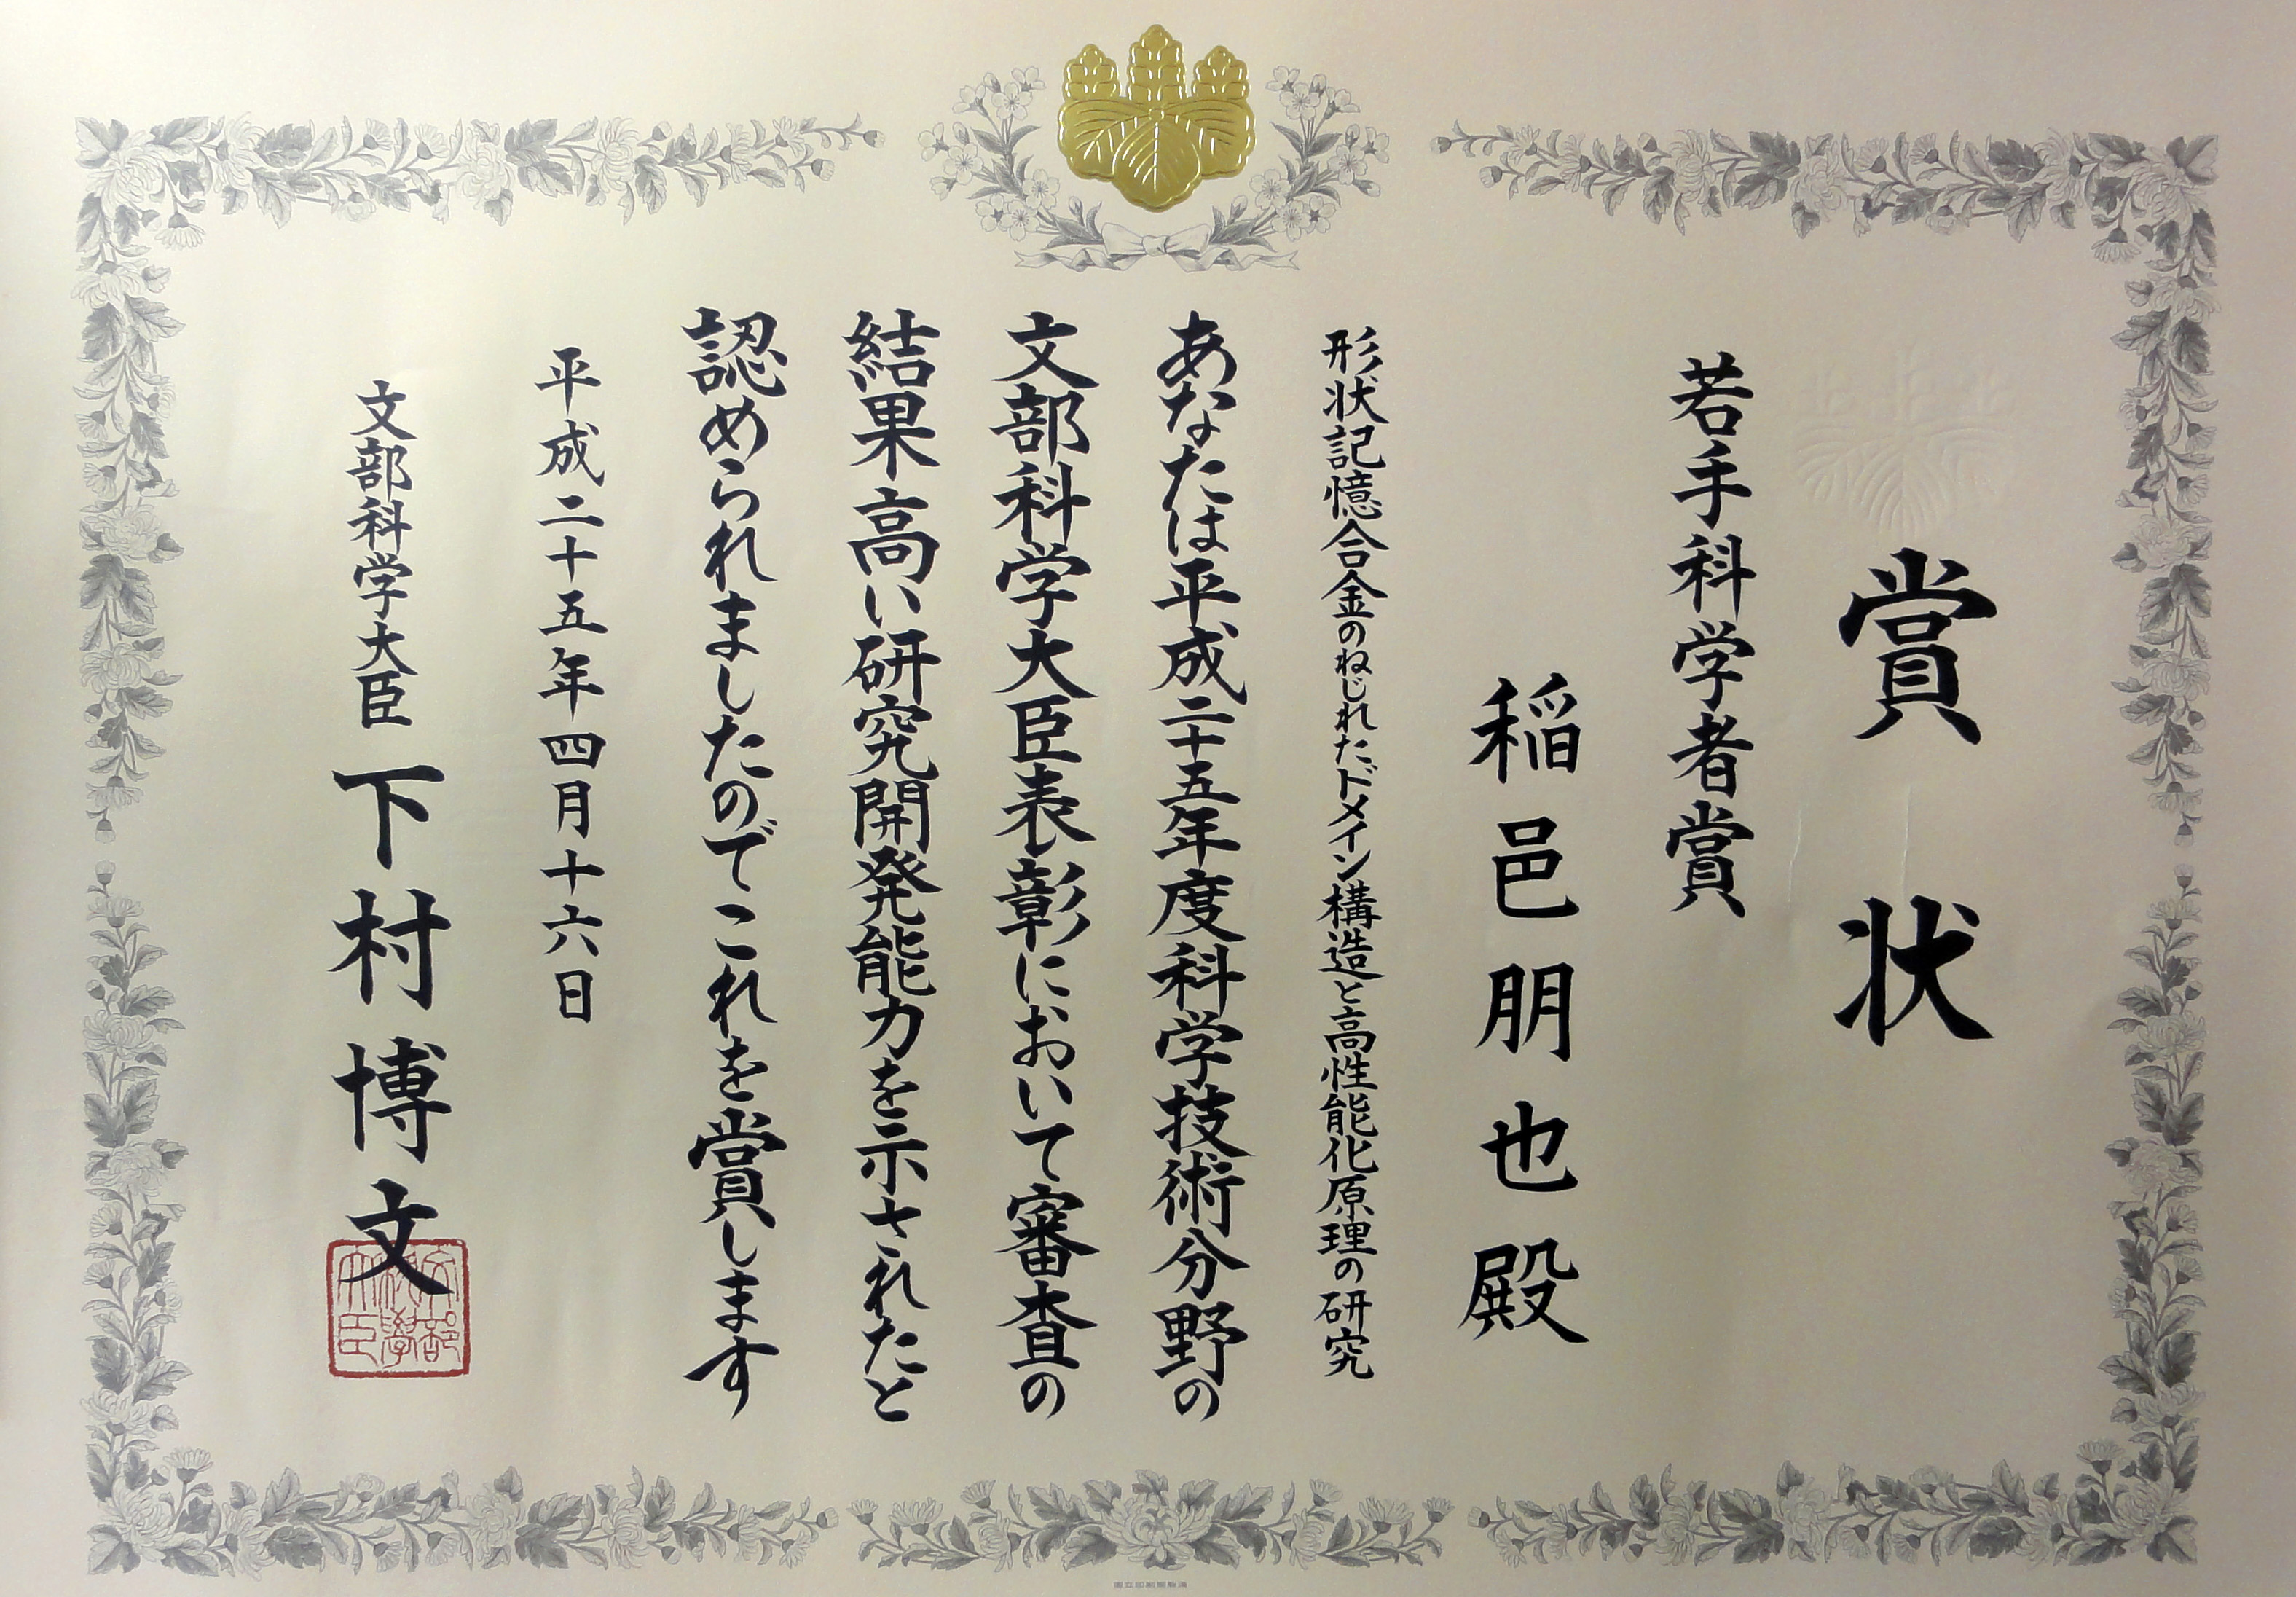 賞状
若手科学者賞
稲邑朋也殿
形状記憶合金のねじれたドメイン構造と高性能化原理の研究
あなたは平成二十五年度科学技術分野の
文部科学大臣表彰において審査の
結果高い研究開発能力を示されたと
認められましたのでこれを賞します
平成二十五年四月十六日
文部科学大臣 下村博文